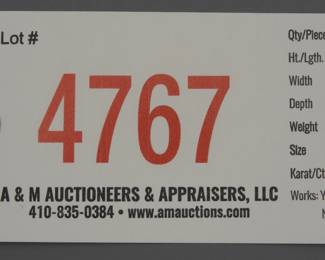 Lot #
4767
A & M AUCTIONEERS & APPRAISERS, LLC
410-835-0384 • www.amauctions.com
Qty/Piece
Ht./Lgth.
Width
Depth
Weight
Size
Karat/Ct
Works: Y
N